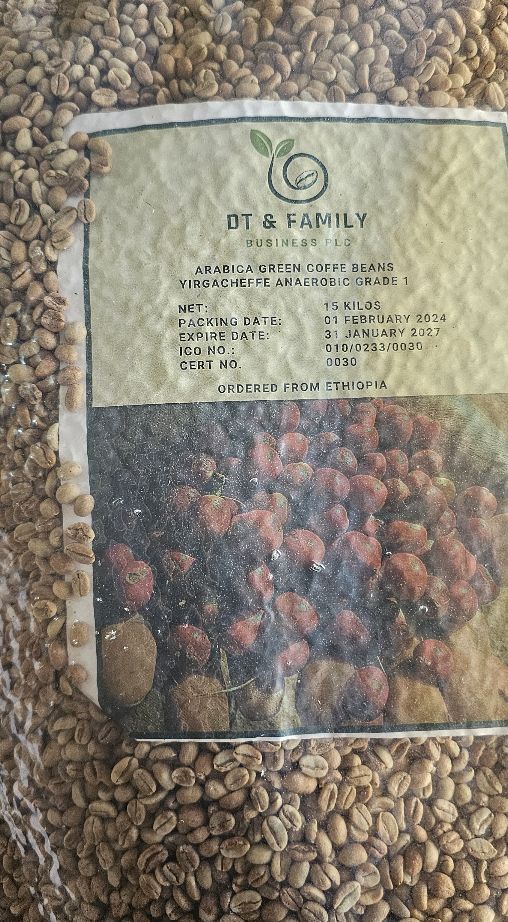 DT & FAMILY
BUSINESS PLC
ARABICA GREEN COFFE BEANS
YIRGACHEFFE ANAEROBIC GRADE 1
NET: 15 KILOS
PACKING DATE: 01 FEBRUARY 2024
EXPIRE DATE: 31 JANUARY 2027
ICO NO.: 010/0233/0030
CERT NO. 0030
ORDERED FROM ETHIOPIA